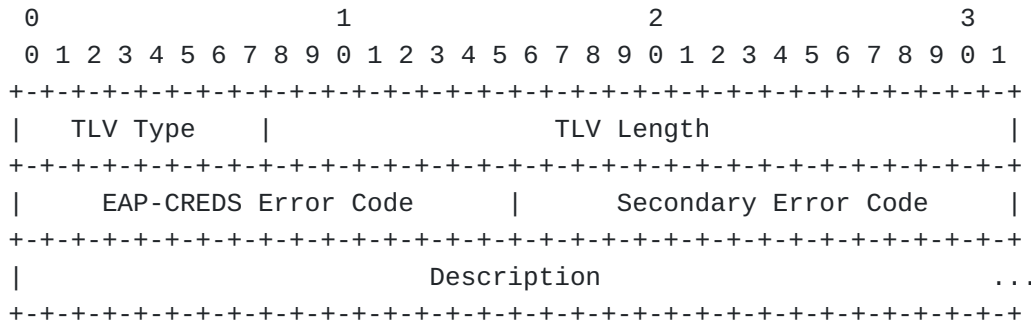 0                   1                   2                   3
 0 1 2 3 4 5 6 7 8 9 0 1 2 3 4 5 6 7 8 9 0 1 2 3 4 5 6 7 8 9 0 1
+-+-+-+-+-+-+-+-+-+-+-+-+-+-+-+-+-+-+-+-+-+-+-+-+-+-+-+-+-+-+-+-+
|   TLV Type    |                  TLV Length                   |
+-+-+-+-+-+-+-+-+-+-+-+-+-+-+-+-+-+-+-+-+-+-+-+-+-+-+-+-+-+-+-+-+
|     EAP-CREDS Error Code      |      Secondary Error Code     |
+-+-+-+-+-+-+-+-+-+-+-+-+-+-+-+-+-+-+-+-+-+-+-+-+-+-+-+-+-+-+-+-+
|                          Description                         ...
+-+-+-+-+-+-+-+-+-+-+-+-+-+-+-+-+-+-+-+-+-+-+-+-+-+-+-+-+-+-+-+-+